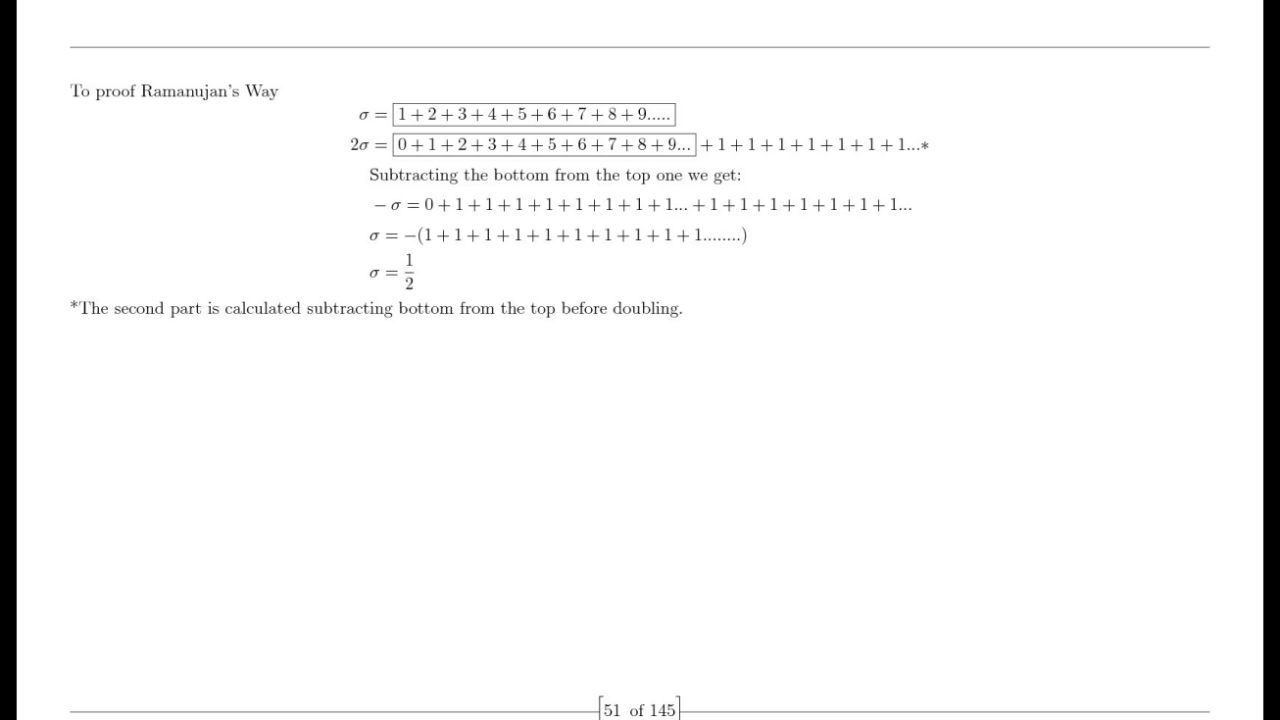 To proof Ramanujan's Way
σ = 1 + 2 + 3 + 4 + 5 + 6 + 7 + 8 + 9.....
2σ = 0 + 1 + 2 + 3 + 4 + 5 + 6 + 7 + 8 + 9... + 1 + 1 + 1 + 1 + 1 + 1 + 1...*
Subtracting the bottom from the top one we get:
− σ = 0 + 1 + 1 + 1 + 1 + 1 + 1 + 1 + 1... + 1 + 1 + 1 + 1 + 1 + 1 + 1...
σ = −(1 + 1 + 1 + 1 + 1 + 1 + 1 + 1 + 1 + 1........)
σ = 1/2
*The second part is calculated subtracting bottom from the top before doubling.
[51 of 145]